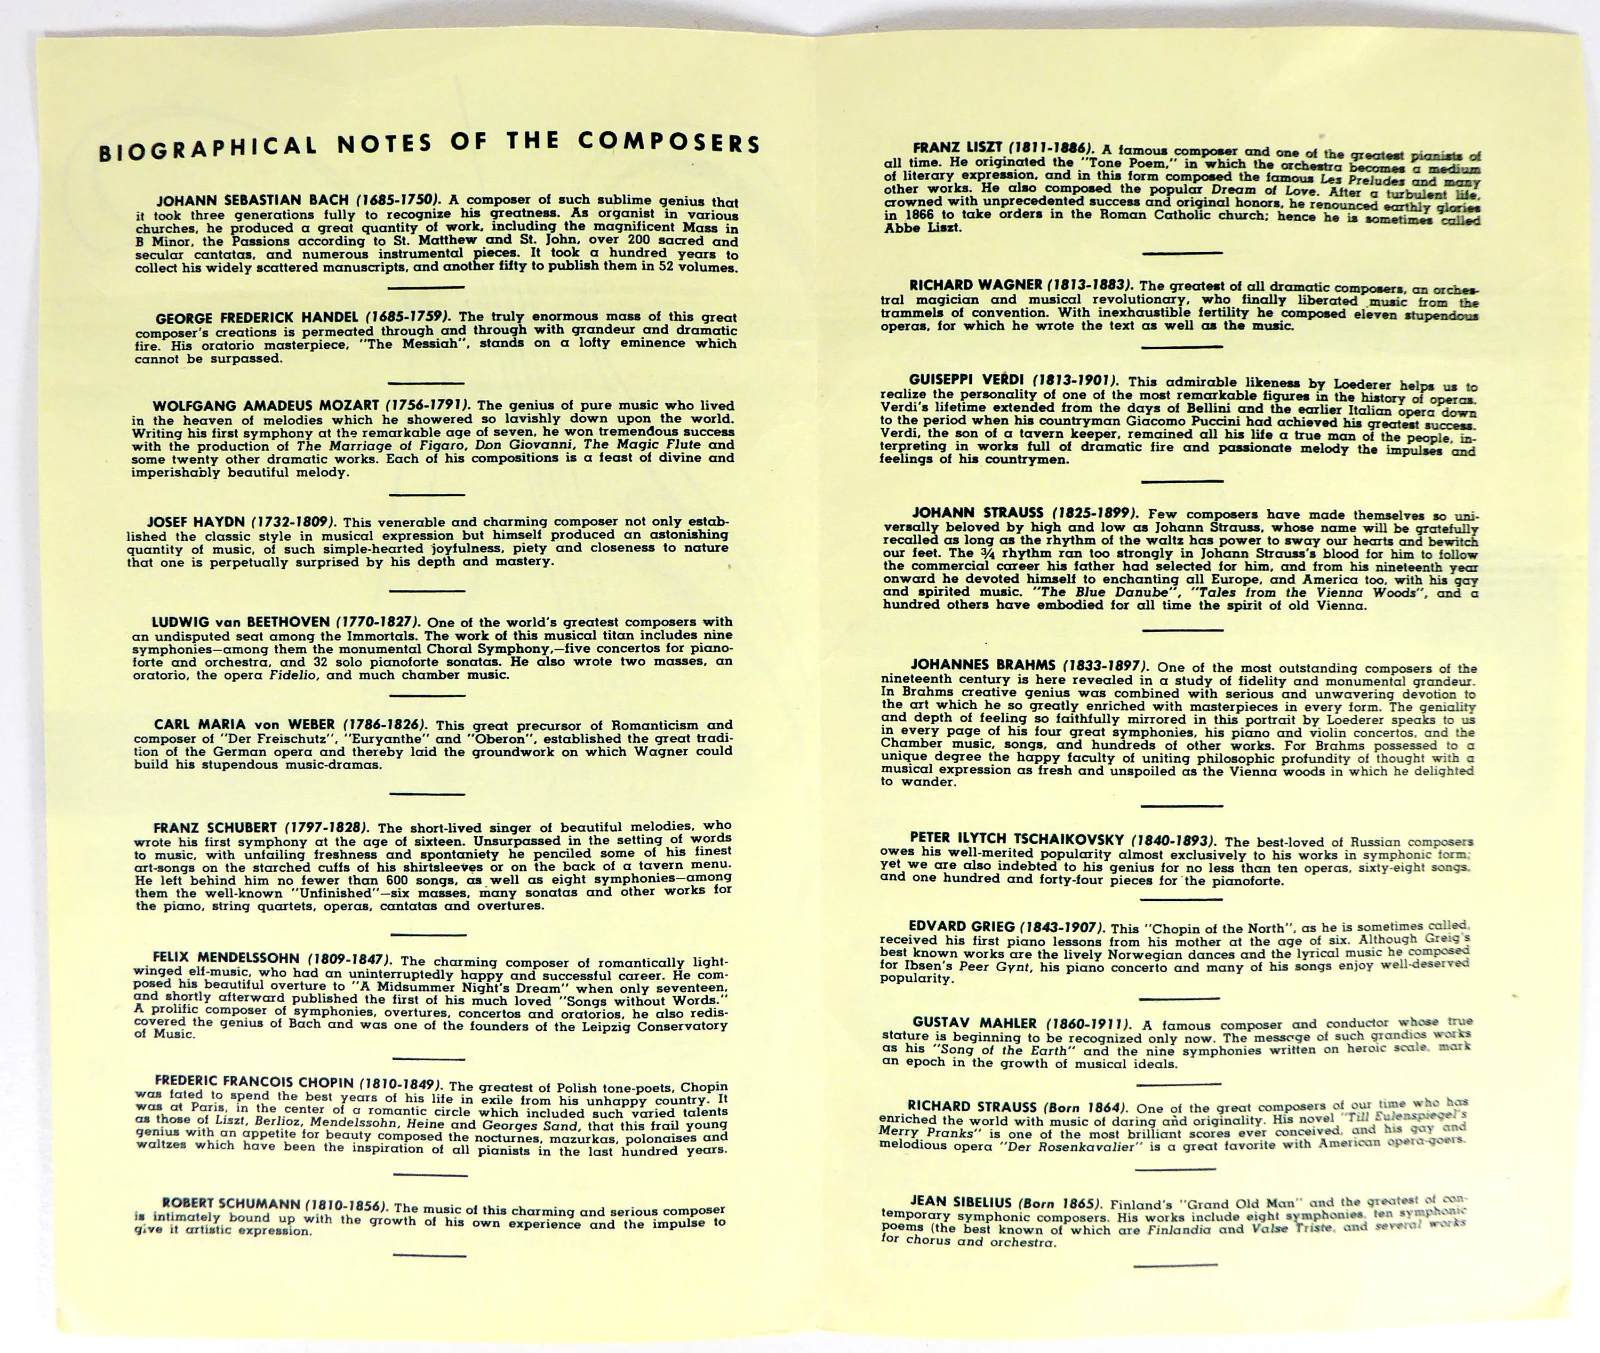 BIOGRAPHICAL NOTES OF THE COMPOSERS
JOHANN SEBASTIAN BACH (1685-1750). A composer of such sublime genius that
it took three generations fully to recognize his greatness. As organist in various
churches, he produced a great quantity of work, including the magnificent Mass in
B Minor, the Passions according to St. Matthew and St. John, over 200 sacred and
secular cantatas, and numerous instrumental pieces. It took a hundred years to
collect his widely scattered manuscripts, and another fifty to publish them in 52 volumes.
GEORGE FREDERICK HANDEL (1685-1759). The truly enormous mass of this great
composer's creations is permeated through and through with grandeur and dramatic
fire. His oratorio masterpiece, "The Messiah", stands on a lofty eminence which
cannot be surpassed.
WOLFGANG AMADEUS MOZART (1756-1791). The genius of pure music who lived
in the heaven of melodies which he showered so lavishly down upon the world.
Writing his first symphony at the remarkable age of seven, he won tremendous success
with the production of The Marriage of Figaro, Don Giovanni, The Magic Flute and
some twenty other dramatic works. Each of his compositions is a feast of divine and
imperishably beautiful melody.
JOSEF HAYDN (1732-1809). This venerable and charming composer not only estab-
lished the classic style in musical expression but himself produced an astonishing
quantity of music, of such simple-hearted joyfulness, piety and closeness to nature
that one is perpetually surprised by his depth and mastery.
LUDWIG van BEETHOVEN (1770-1827). One of the world's greatest composers with
an undisputed seat among the Immortals. The work of this musical titan includes nine
symphonies—among them the monumental Choral Symphony,—five concertos for piano-
forte and orchestra, and 32 solo pianoforte sonatas. He also wrote two masses, an
oratorio, the opera Fidelio, and much chamber music.
CARL MARIA von WEBER (1786-1826). This great precursor of Romanticism and
composer of "Der Freischutz", "Euryanthe" and "Oberon", established the great tradi-
tion of the German opera and thereby laid the groundwork on which Wagner could
build his stupendous music-dramas.
FRANZ SCHUBERT (1797-1828). The short-lived singer of beautiful melodies, who
wrote his first symphony at the age of sixteen. Unsurpassed in the setting of words
to music, with unfailing freshness and spontaniety he penciled some of his finest
art-songs on the starched cuffs of his shirtsleeves or on the back of a tavern menu.
He left behind him no fewer than 600 songs, as well as eight symphonies—among
them the well-known "Unfinished"—six masses, many sonatas and other works for
the piano, string quartets, operas, cantatas and overtures.
FELIX MENDELSSOHN (1809-1847). The charming composer of romantically light-
winged elf-music, who had an uninterruptedly happy and successful career. He com-
posed his beautiful overture to "A Midsummer Night's Dream" when only seventeen,
and shortly afterward published the first of his much loved "Songs without Words."
A prolific composer of symphonies, overtures, concertos and oratorios, he also redis-
covered the genius of Bach and was one of the founders of the Leipzig Conservatory
of Music.
FREDERIC FRANCOIS CHOPIN (1810-1849). The greatest of Polish tone-poets, Chopin
was fated to spend the best years of his life in exile from his unhappy country. It
was at Paris, in the center of a romantic circle which included such varied talents
as those of Liszt, Berlioz, Mendelssohn, Heine and Georges Sand, that this frail young
genius with an appetite for beauty composed the nocturnes, mazurkas, polonaises and
waltzes which have been the inspiration of all pianists in the last hundred years.
ROBERT SCHUMANN (1810-1856). The music of this charming and serious composer
is intimately bound up with the growth of his own experience and the impulse to
give it artistic expression.
FRANZ LISZT (1811-1886). A famous composer and one of the greatest pianists of
all time. He originated the "Tone Poem," in which the orchestra becomes a medium
of literary expression, and in this form composed the famous Les Preludes and many
other works. He also composed the popular Dream of Love. After a turbulent life,
crowned with unprecedented success and original honors, he renounced earthly glories
in 1866 to take orders in the Roman Catholic church; hence he is sometimes called
Abbe Liszt.
RICHARD WAGNER (1813-1883). The greatest of all dramatic composers, an orches-
tral magician and musical revolutionary, who finally liberated music from the
trammels of convention. With inexhaustible fertility he composed eleven stupendous
operas, for which he wrote the text as well as the music.
GUISEPPI VERDI (1813-1901). This admirable likeness by Loederer helps us to
realize the personality of one of the most remarkable figures in the history of operas.
Verdi's lifetime extended from the days of Bellini and the earlier Italian opera down
to the period when his countryman Giacomo Puccini had achieved his greatest success.
Verdi, the son of a tavern keeper, remained all his life a true man of the people, in-
terpreting in works full of dramatic fire and passionate melody the impulses and
feelings of his countrymen.
JOHANN STRAUSS (1825-1899). Few composers have made themselves so uni-
versally beloved by high and low as Johann Strauss, whose name will be gratefully
recalled as long as the rhythm of the waltz has power to sway our hearts and bewitch
our feet. The ¾ rhythm ran too strongly in Johann Strauss's blood for him to follow
the commercial career his father had selected for him, and from his nineteenth year
onward he devoted himself to enchanting all Europe, and America too, with his gay
and spirited music. "The Blue Danube", "Tales from the Vienna Woods", and a
hundred others have embodied for all time the spirit of old Vienna.
JOHANNES BRAHMS (1833-1897). One of the most outstanding composers of the
nineteenth century is here revealed in a study of fidelity and monumental grandeur.
In Brahms creative genius was combined with serious and unwavering devotion to
the art which he so greatly enriched with masterpieces in every form. The geniality
and depth of feeling so faithfully mirrored in this portrait by Loederer speaks to us
in every page of his four great symphonies, his piano and violin concertos, and the
Chamber music, songs, and hundreds of other works. For Brahms possessed to a
unique degree the happy faculty of uniting philosophic profundity of thought with a
musical expression as fresh and unspoiled as the Vienna woods in which he delighted
to wander.
PETER ILYTCH TSCHAIKOVSKY (1840-1893). The best-loved of Russian composers
owes his well-merited popularity almost exclusively to his works in symphonic form;
yet we are also indebted to his genius for no less than ten operas, sixty-eight songs,
and one hundred and forty-four pieces for the pianoforte.
EDVARD GRIEG (1843-1907). This "Chopin of the North", as he is sometimes called,
received his first piano lessons from his mother at the age of six. Although Greig's
best known works are the lively Norwegian dances and the lyrical music he composed
for Ibsen's Peer Gynt, his piano concerto and many of his songs enjoy well-deserved
popularity.
GUSTAV MAHLER (1860-1911). A famous composer and conductor whose true
stature is beginning to be recognized only now. The message of such grandios works
as his "Song of the Earth" and the nine symphonies written on heroic scale, mark
an epoch in the growth of musical ideals.
RICHARD STRAUSS (Born 1864). One of the great composers of our time who has
enriched the world with music of daring and originality. His novel "Till Eulenspiegel's
Merry Pranks" is one of the most brilliant scores ever conceived, and his gay and
melodious opera "Der Rosenkavalier" is a great favorite with American opera-goers.
JEAN SIBELIUS (Born 1865). Finland's "Grand Old Man" and the greatest of con-
temporary symphonic composers. His works include eight symphonies, ten symphonic
poems (the best known of which are Finlandia and Valse Triste, and several works
for chorus and orchestra.